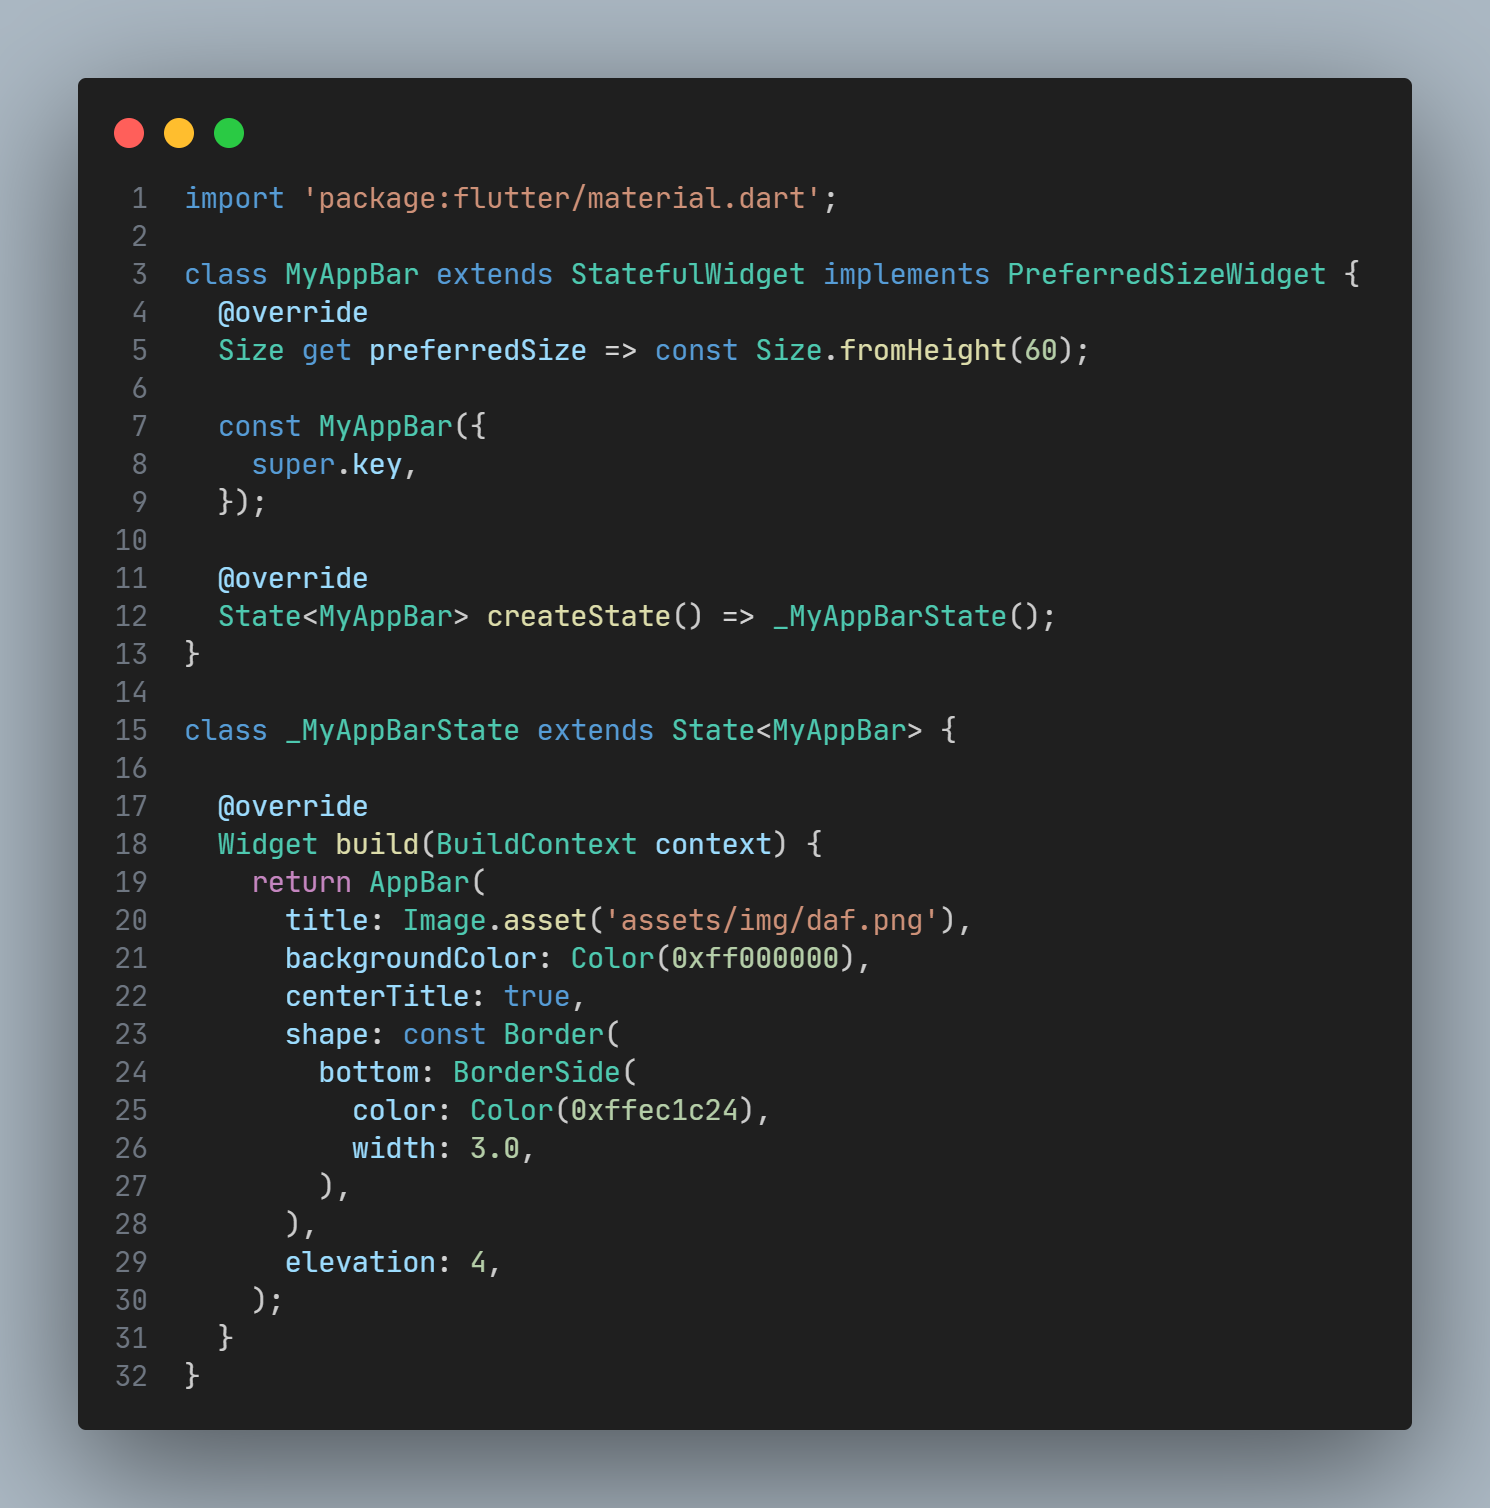 1 import 'package:flutter/material.dart';
2
3 class MyAppBar extends StatefulWidget implements PreferredSizeWidget {
4   @override
5   Size get preferredSize => const Size.fromHeight(60);
6
7   const MyAppBar({
8     super.key,
9   });
10
11   @override
12   State<MyAppBar> createState() => _MyAppBarState();
13 }
14
15 class _MyAppBarState extends State<MyAppBar> {
16
17   @override
18   Widget build(BuildContext context) {
19     return AppBar(
20       title: Image.asset('assets/img/daf.png'),
21       backgroundColor: Color(0xff000000),
22       centerTitle: true,
23       shape: const Border(
24         bottom: BorderSide(
25           color: Color(0xffec1c24),
26           width: 3.0,
27         ),
28       ),
29       elevation: 4,
30     );
31   }
32 }